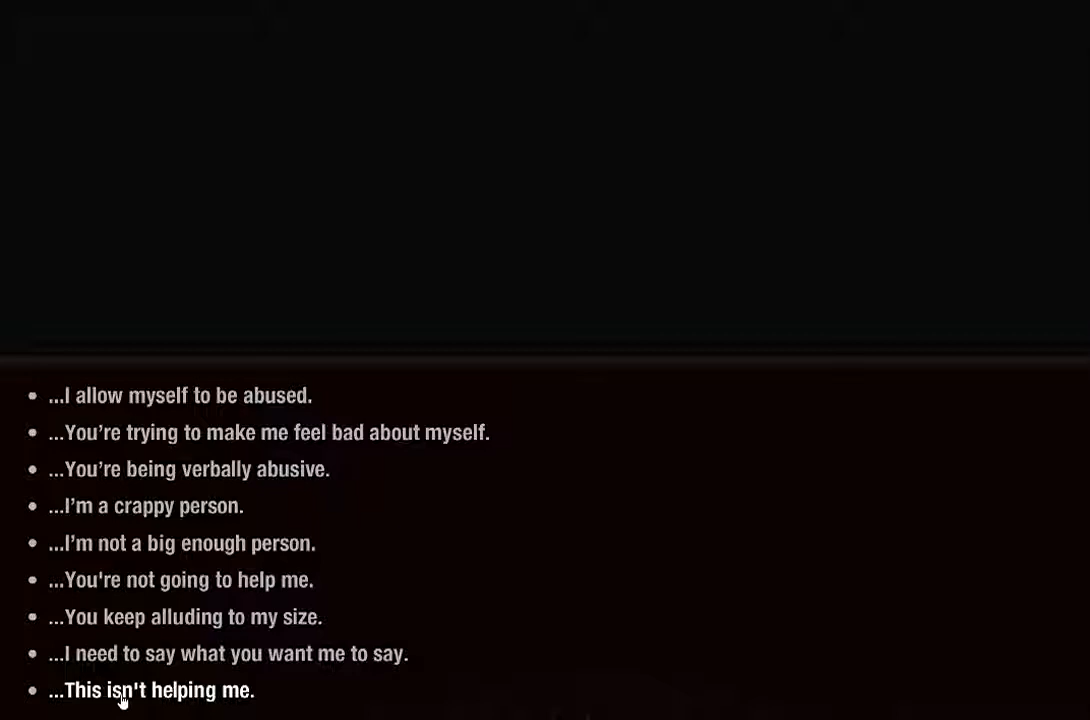 ...I allow myself to be abused.
...You’re trying to make me feel bad about myself.
...You’re being verbally abusive.
...I’m a crappy person.
...I’m not a big enough person.
...You're not going to help me.
...You keep alluding to my size.
...I need to say what you want me to say.
...This isn't helping me.